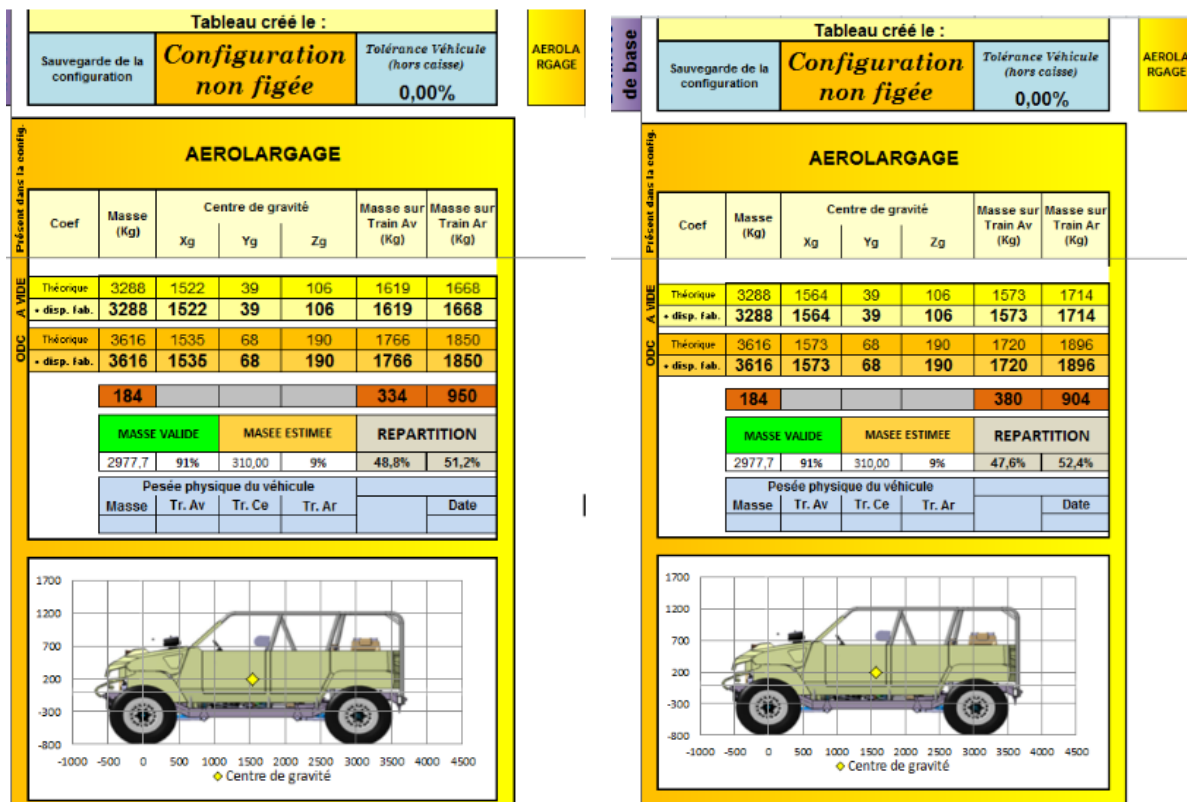 Tableau créé le :
Sauvegarde de la configuration
Configuration non figée
Tolérance Véhicule (hors caisse)
0,00%
AEROLA RGAGE
Présent dans la config.
AEROLARGAGE
Coef Masse (Kg) Centre de gravité Masse sur Train Av (Kg) Masse sur Train Ar (Kg)
Xg Yg Zg
A VIDE
Théorique 3288 1522 39 106 1619 1668
+ disp. fab. 3288 1522 39 106 1619 1668
ODC
Théorique 3616 1535 68 190 1766 1850
+ disp. fab. 3616 1535 68 190 1766 1850
184 334 950
MASSE VALIDE MASEE ESTIMEE REPARTITION
2977,7 91% 310,00 9% 48,8% 51,2%
Pesée physique du véhicule
Masse Tr. Av Tr. Ce Tr. Ar Date
1700
1200
700
200
-300
-800
-1000 -500 0 500 1000 1500 2000 2500 3000 3500 4000 4500
Centre de gravité
de base
Tableau créé le :
Sauvegarde de la configuration
Configuration non figée
Tolérance Véhicule (hors caisse)
0,00%
AEROLA RGAGE
Présent dans la config.
AEROLARGAGE
Coef Masse (Kg) Centre de gravité Masse sur Train Av (Kg) Masse sur Train Ar (Kg)
Xg Yg Zg
A VIDE
Théorique 3288 1564 39 106 1573 1714
+ disp. fab. 3288 1564 39 106 1573 1714
ODC
Théorique 3616 1573 68 190 1720 1896
+ disp. fab. 3616 1573 68 190 1720 1896
184 380 904
MASSE VALIDE MASEE ESTIMEE REPARTITION
2977,7 91% 310,00 9% 47,6% 52,4%
Pesée physique du véhicule
Masse Tr. Av Tr. Ce Tr. Ar Date
1700
1200
700
200
-300
-800
-1000 -500 0 500 1000 1500 2000 2500 3000 3500 4000 4500
Centre de gravité